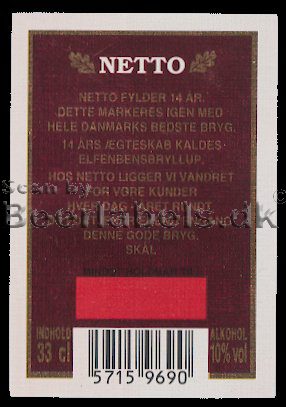 NETTO
NETTO FYLDER 14 ÅR.
DETTE MARKERES IGEN MED
HELE DANMARKS BEDSTE BRYG.
14 ÅRS ÆGTESKAB KALDES
ELFENBENSBRYLLUP.
HOS NETTO LIGGER VI VANDRET
FOR VORE KUNDER
HVER DAG ÅRET RUNDT.
DENNE GODE BRYG.
SKÅL
Scan by
Beerlabels.dk
INDHOLD
33 cl
ALKOHOL
10% vol
5715 9690